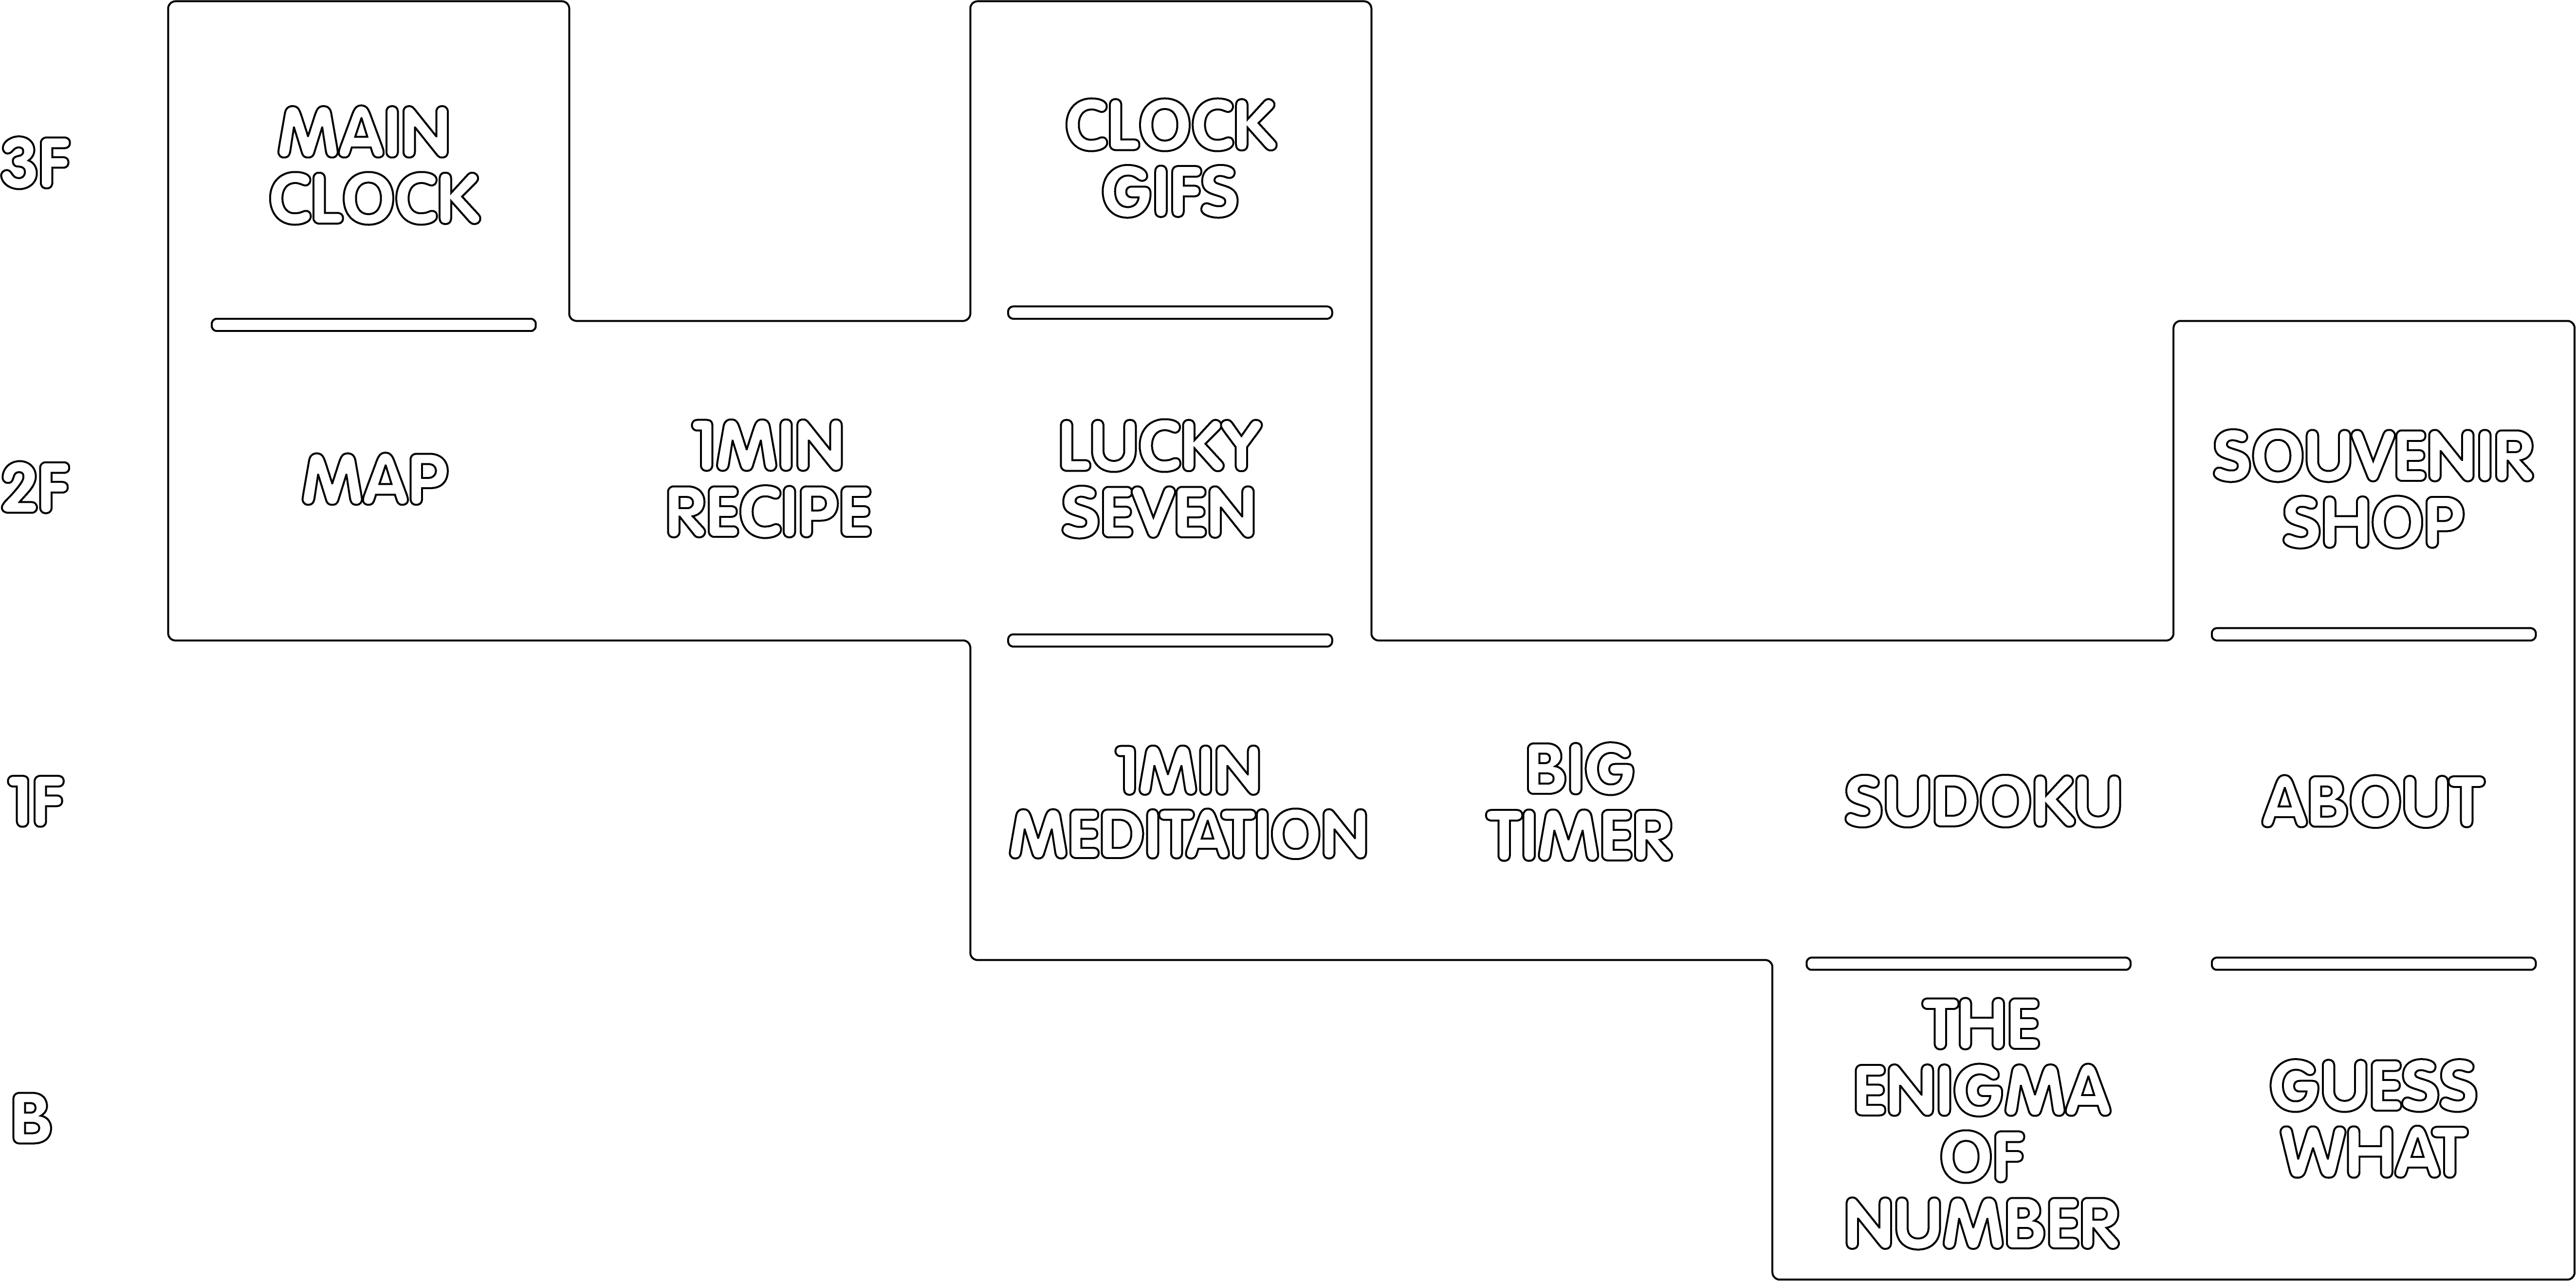 3F
MAIN
CLOCK
CLOCK
GIFS
2F
MAP
1MIN
RECIPE
LUCKY
SEVEN
SOUVENIR
SHOP
1F
1MIN
MEDITATION
BIG
TIMER
SUDOKU
ABOUT
B
THE
ENIGMA
OF
NUMBER
GUESS
WHAT